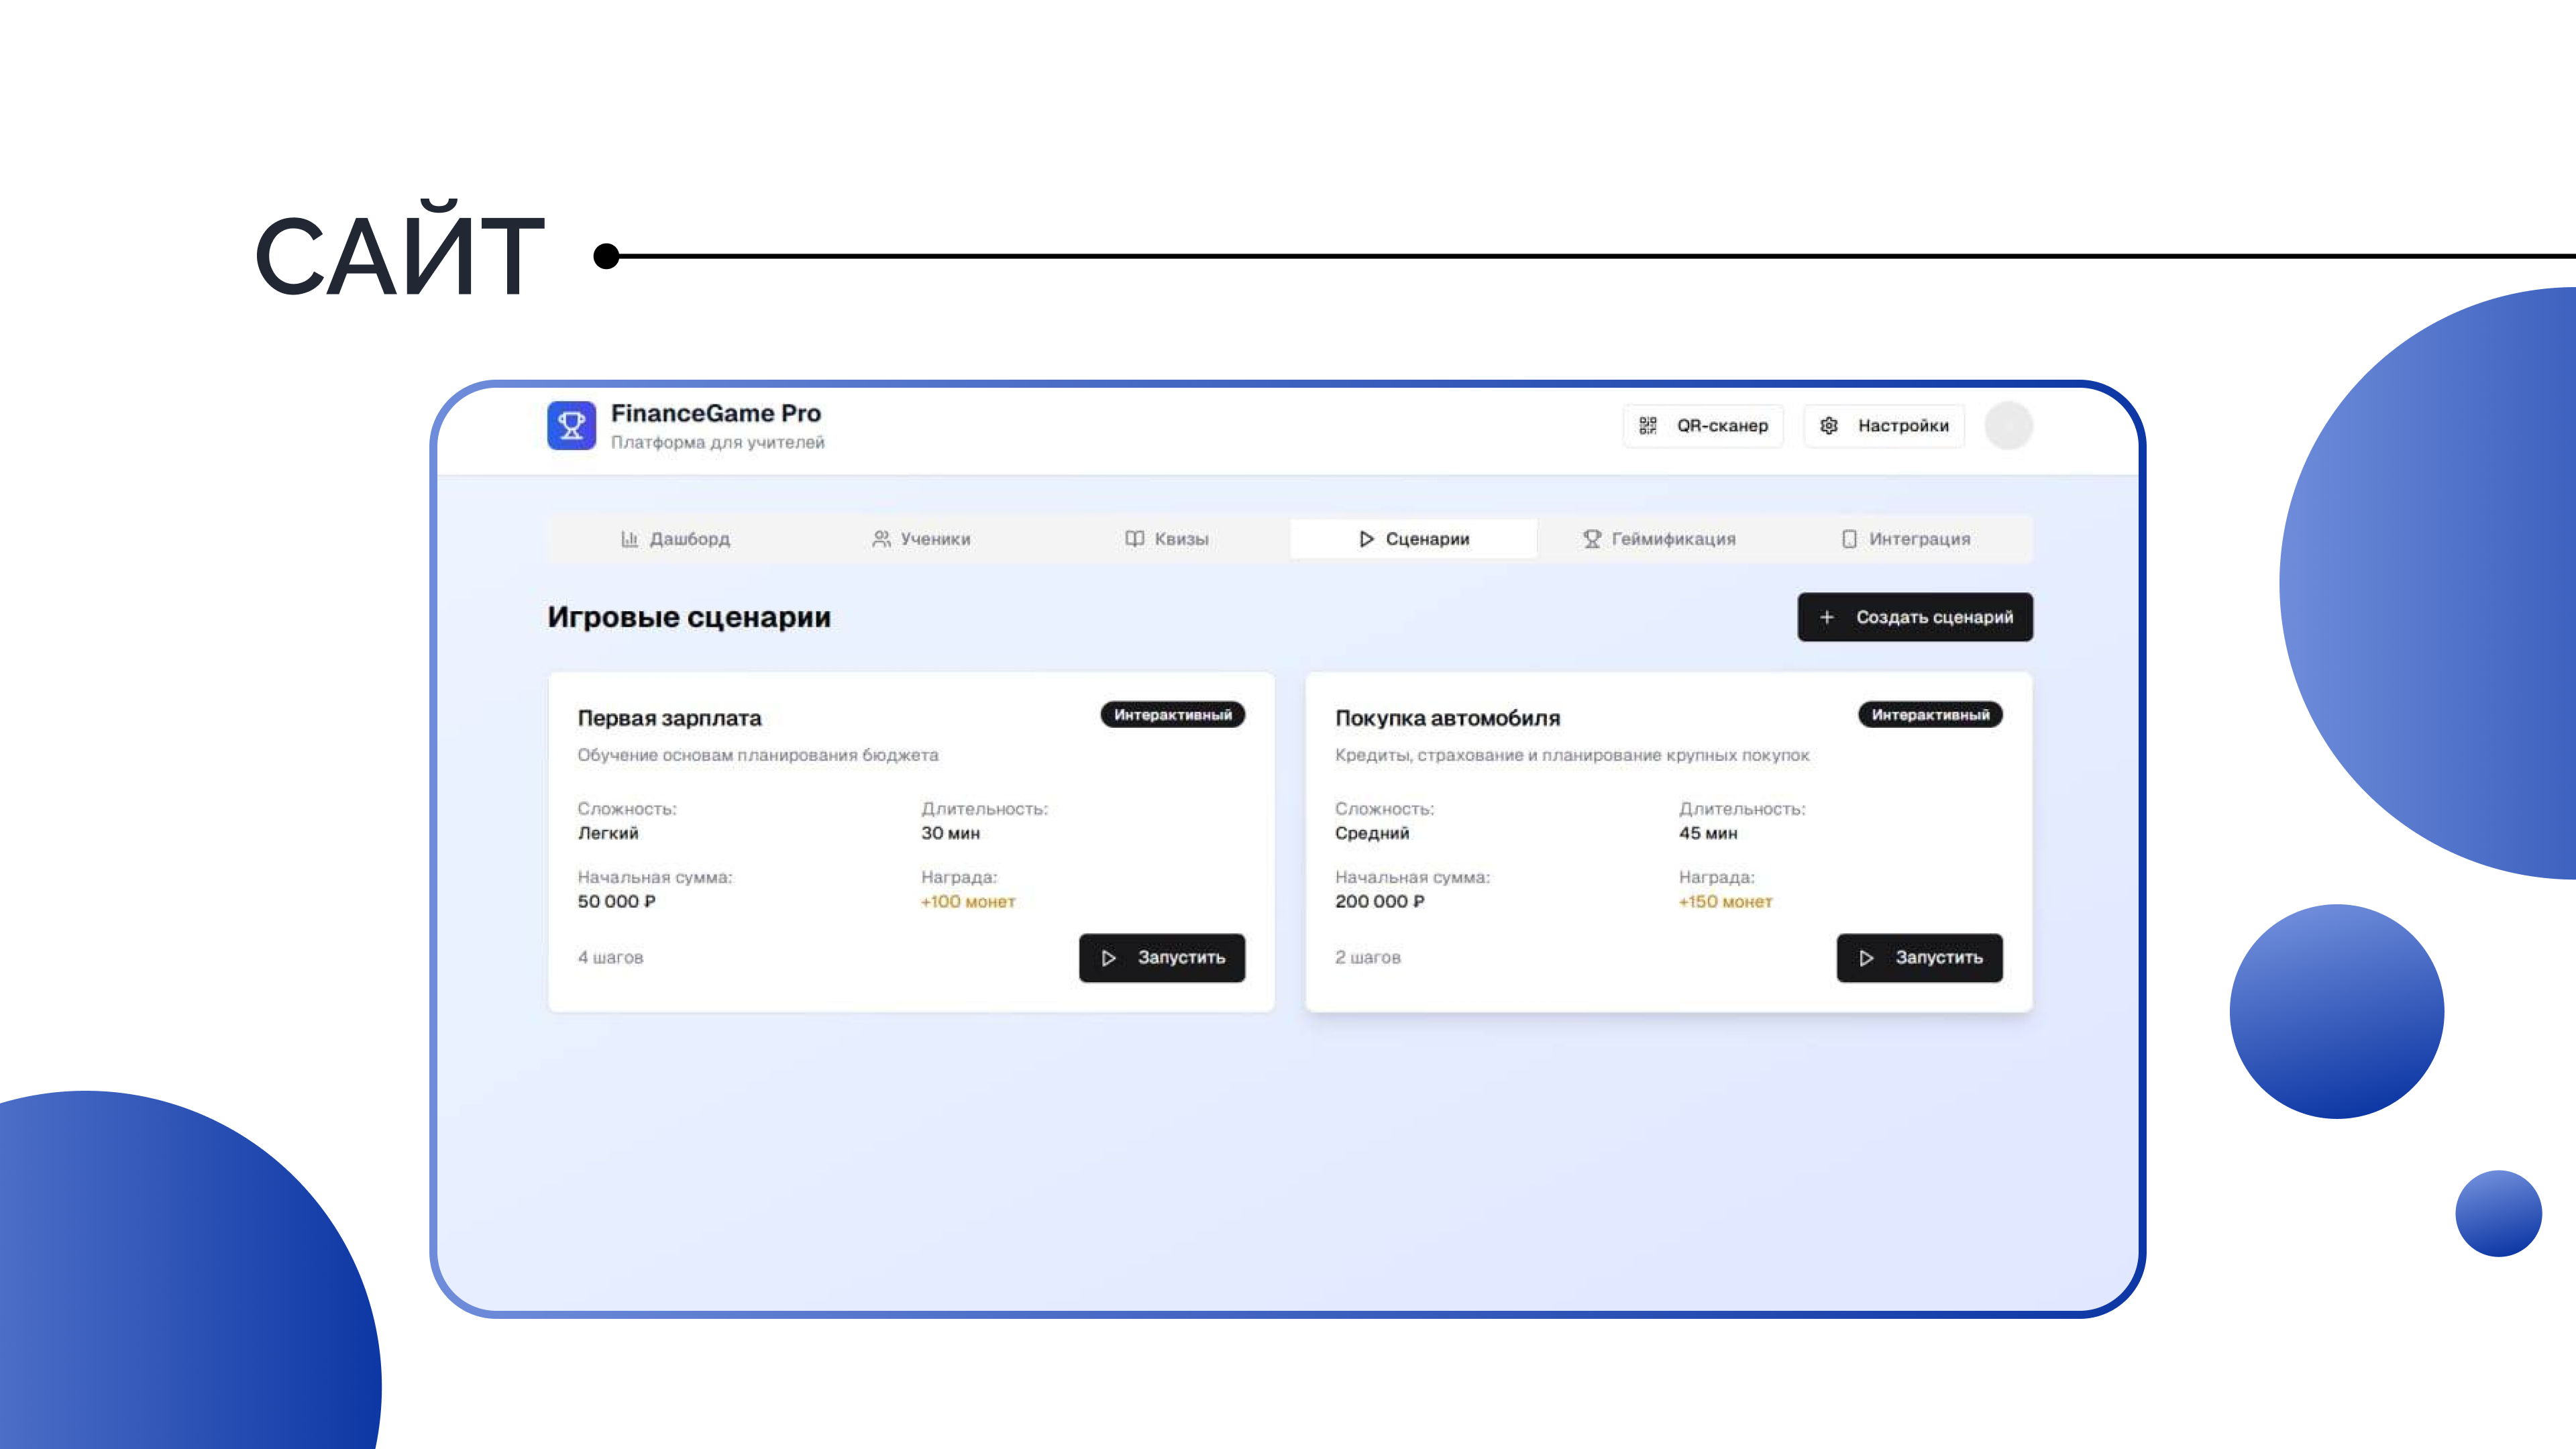 САЙТ
FinanceGame Pro
Платформа для учителей
QR-сканер
Настройки
Дашборд
Ученики
Квизы
Сценарии
Геймификация
Интеграция
Игровые сценарии
+ Создать сценарий
Первая зарплата
Интерактивный
Обучение основам планирования бюджета
Сложность:
Легкий
Длительность:
30 мин
Начальная сумма:
50 000 ₽
Награда:
+100 монет
4 шагов
Запустить
Покупка автомобиля
Интерактивный
Кредиты, страхование и планирование крупных покупок
Сложность:
Средний
Длительность:
45 мин
Начальная сумма:
200 000 ₽
Награда:
+150 монет
2 шагов
Запустить